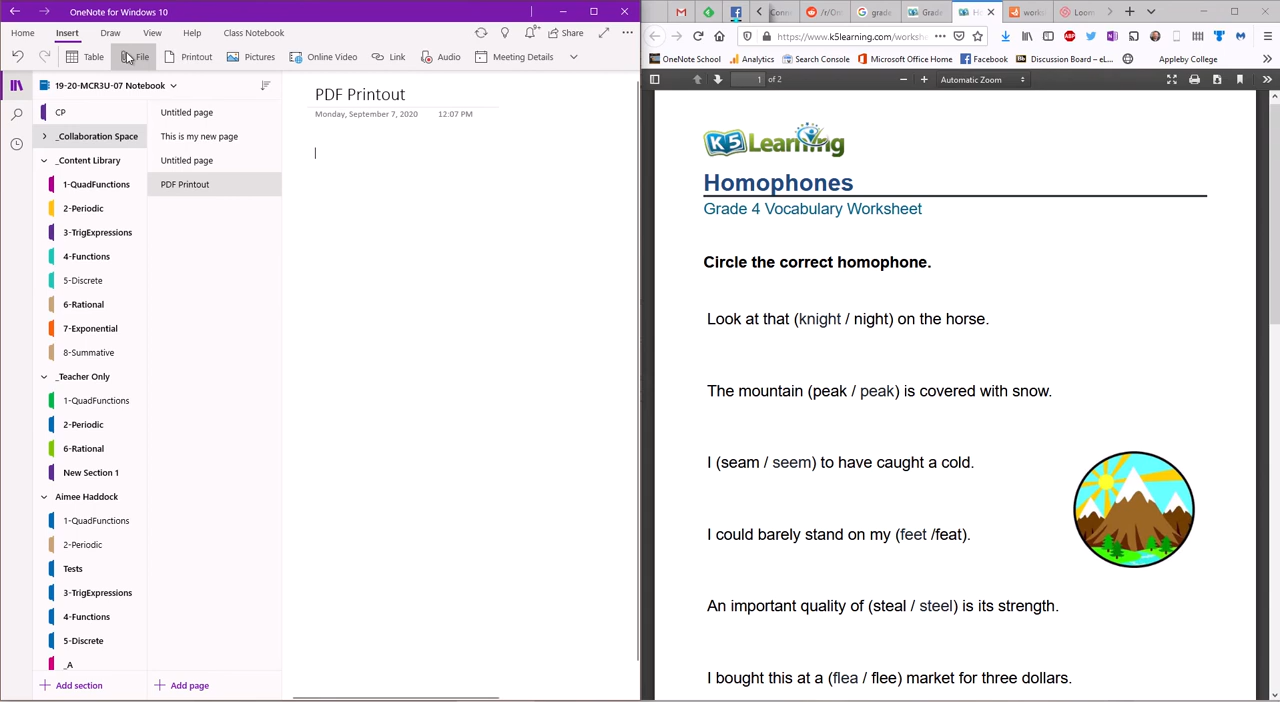 OneNote for Windows 10
Home Insert Draw View Help Class Notebook Share
Table File Printout Pictures Online Video Link Audio Meeting Details
19-20-MCR3U-07 Notebook
CP
_Collaboration Space
_Content Library
1-QuadFunctions
2-Periodic
3-TrigExpressions
4-Functions
5-Discrete
6-Rational
7-Exponential
8-Summative
_Teacher Only
1-QuadFunctions
2-Periodic
6-Rational
New Section 1
Aimee Haddock
1-QuadFunctions
2-Periodic
Tests
3-TrigExpressions
4-Functions
5-Discrete
_A
Add section
Untitled page
This is my new page
Untitled page
PDF Printout
Add page
PDF Printout
Monday, September 7, 2020 12:07 PM
Conn /r/On grade Grade Ho works Loom
https://www.k5learning.com/worksh
OneNote School Analytics Search Console Microsoft Office Home Facebook Discussion Board – eL... Appleby College
1 of 2 Automatic Zoom
K5 Learning
Homophones
Grade 4 Vocabulary Worksheet
Circle the correct homophone.
Look at that (knight / night) on the horse.
The mountain (peak / peak) is covered with snow.
I (seam / seem) to have caught a cold.
I could barely stand on my (feet /feat).
An important quality of (steal / steel) is its strength.
I bought this at a (flea / flee) market for three dollars.